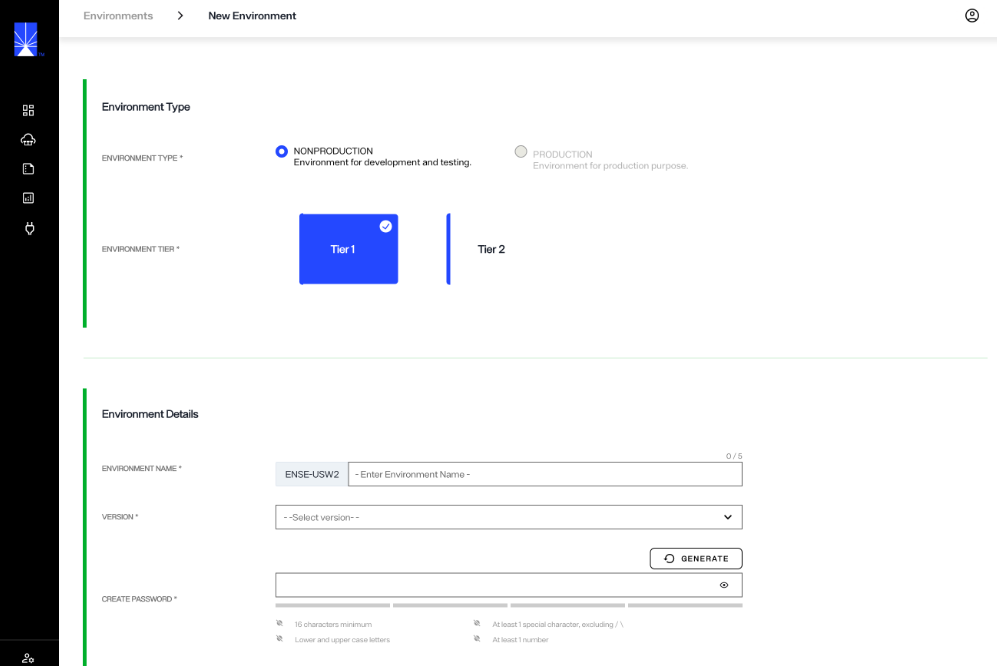 Environments > New Environment
Environment Type
ENVIRONMENT TYPE *
NONPRODUCTION
Environment for development and testing.
PRODUCTION
Environment for production purpose.
ENVIRONMENT TIER *
Tier 1
Tier 2
Environment Details
0 / 5
ENVIRONMENT NAME *
ENSE-USW2
- Enter Environment Name -
VERSION *
--Select version--
GENERATE
CREATE PASSWORD *
16 characters minimum
At least 1 special character, excluding / \
Lower and upper case letters
At least 1 number